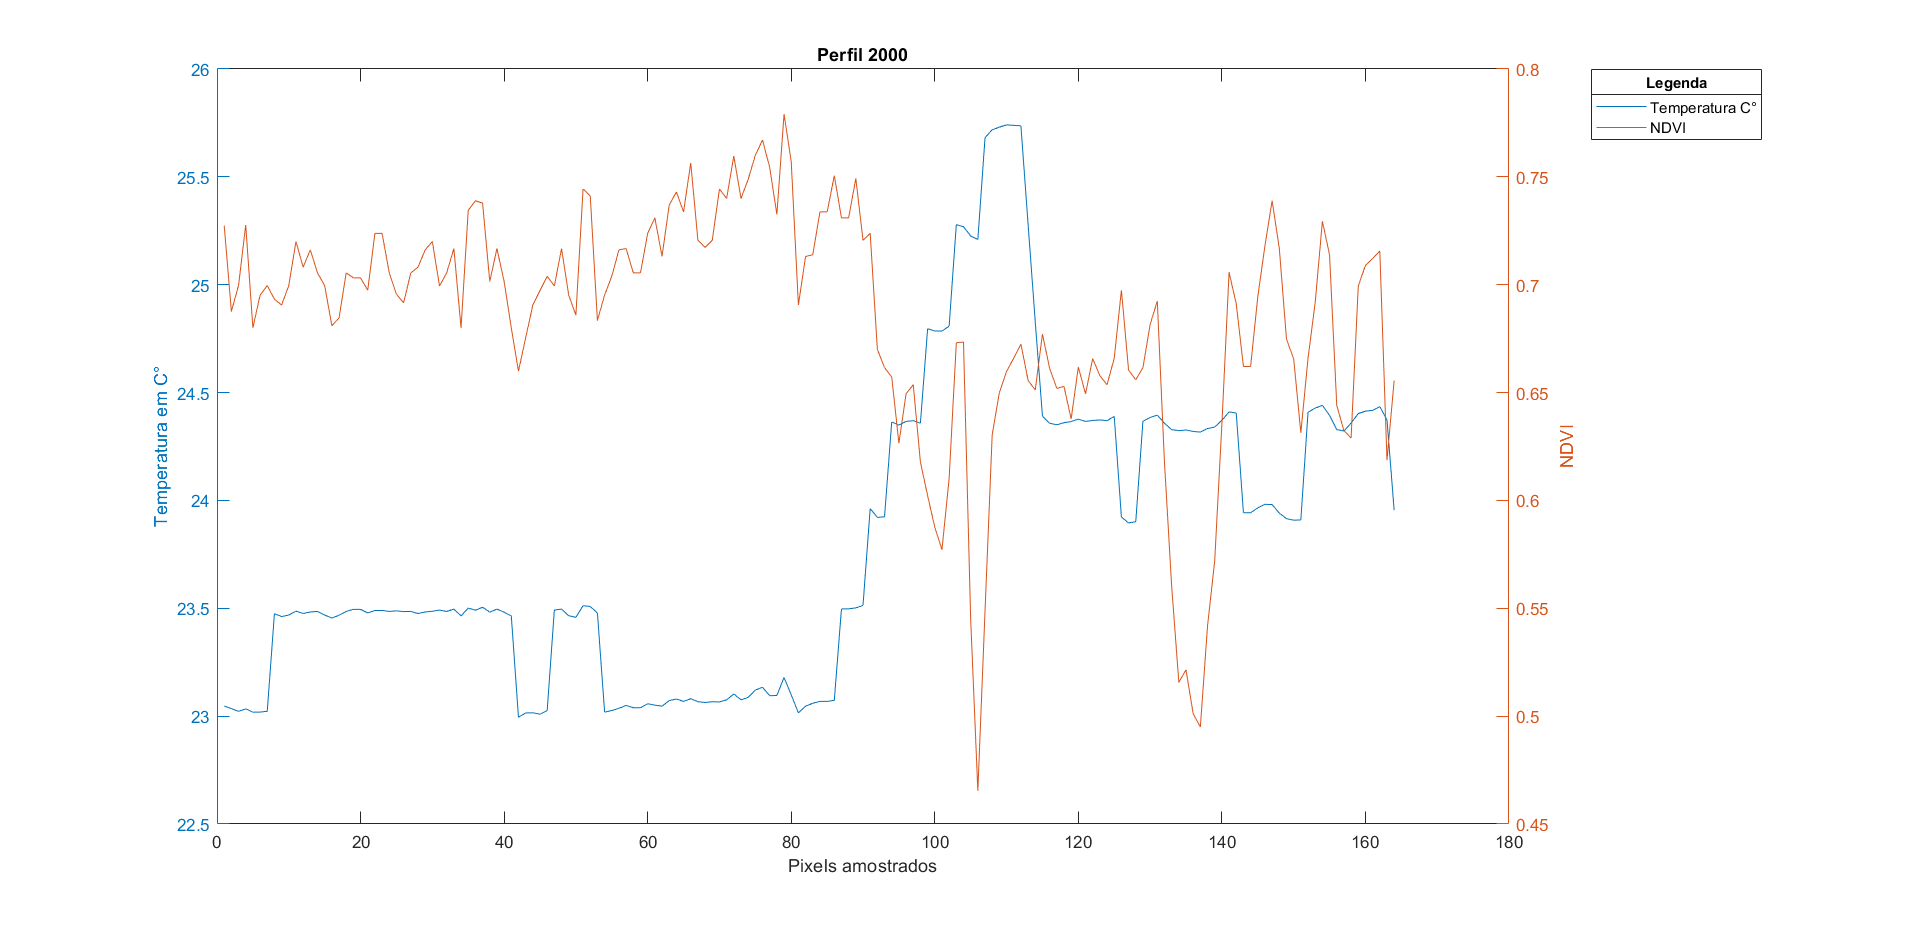 Perfil 2000
26
25.5
25
24.5
24
23.5
23
22.5
Temperatura em C°
0 20 40 60 80 100 120 140 160 180
Pixels amostrados
0.8
0.75
0.7
0.65
0.6
0.55
0.5
0.45
NDVI
Legenda
Temperatura C°
NDVI